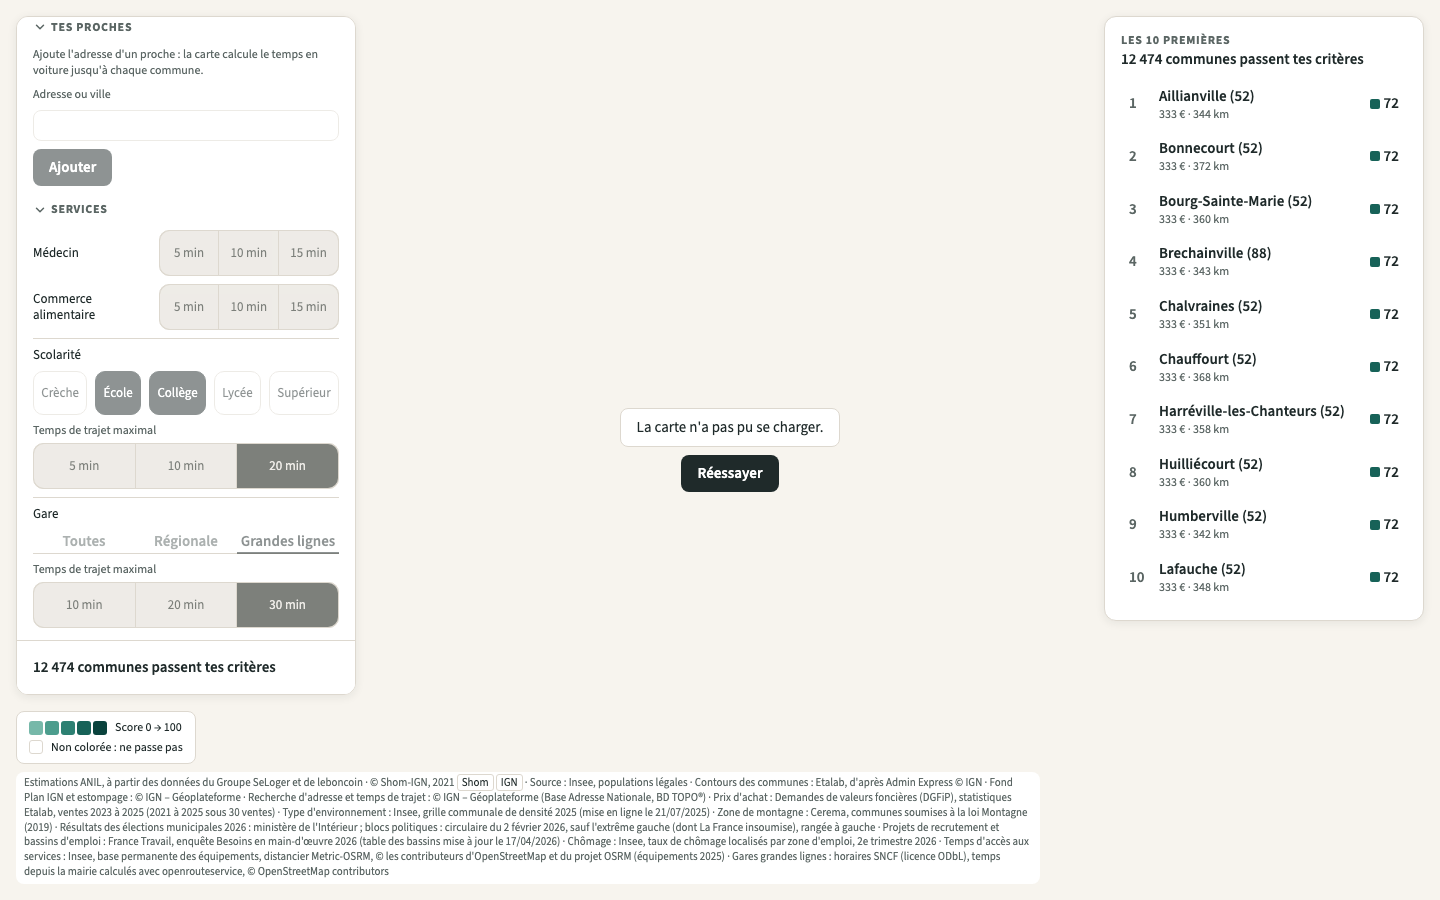 TES PROCHES
Ajoute l'adresse d'un proche : la carte calcule le temps en
voiture jusqu'à chaque commune.
Adresse ou ville
Ajouter
SERVICES
Médecin
5 min 10 min 15 min
Commerce
alimentaire
5 min 10 min 15 min
Scolarité
Crèche École Collège Lycée Supérieur
Temps de trajet maximal
5 min 10 min 20 min
Gare
Toutes Régionale Grandes lignes
Temps de trajet maximal
10 min 20 min 30 min
12 474 communes passent tes critères
Score 0 → 100
Non colorée : ne passe pas
La carte n'a pas pu se charger.
Réessayer
LES 10 PREMIÈRES
12 474 communes passent tes critères
1 Aillianville (52) 72
333 € · 344 km
2 Bonnecourt (52) 72
333 € · 372 km
3 Bourg-Sainte-Marie (52) 72
333 € · 360 km
4 Brechainville (88) 72
333 € · 343 km
5 Chalvraines (52) 72
333 € · 351 km
6 Chauffourt (52) 72
333 € · 368 km
7 Harréville-les-Chanteurs (52) 72
333 € · 358 km
8 Huilliécourt (52) 72
333 € · 360 km
9 Humberville (52) 72
333 € · 342 km
10 Lafauche (52) 72
333 € · 348 km
Estimations ANIL, à partir des données du Groupe SeLoger et de leboncoin · © Shom-IGN, 2021 Shom IGN · Source : Insee, populations légales · Contours des communes : Etalab, d'après Admin Express © IGN · Fond
Plan IGN et estompage : © IGN – Géoplateforme · Recherche d'adresse et temps de trajet : © IGN – Géoplateforme (Base Adresse Nationale, BD TOPO®) · Prix d'achat : Demandes de valeurs foncières (DGFiP), statistiques
Etalab, ventes 2023 à 2025 (2021 à 2025 sous 30 ventes) · Type d'environnement : Insee, grille communale de densité 2025 (mise en ligne le 21/07/2025) · Zone de montagne : Cerema, communes soumises à la loi Montagne
(2019) · Résultats des élections municipales 2026 : ministère de l'Intérieur ; blocs politiques : circulaire du 2 février 2026, sauf l'extrême gauche (dont La France insoumise), rangée à gauche · Projets de recrutement et
bassins d'emploi : France Travail, enquête Besoins en main-d'œuvre 2026 (table des bassins mise à jour le 17/04/2026) · Chômage : Insee, taux de chômage localisés par zone d'emploi, 2e trimestre 2026 · Temps d'accès aux
services : Insee, base permanente des équipements, distancier Metric-OSRM, © les contributeurs d'OpenStreetMap et du projet OSRM (équipements 2025) · Gares grandes lignes : horaires SNCF (licence ODbL), temps
depuis la mairie calculés avec openrouteservice, © OpenStreetMap contributors